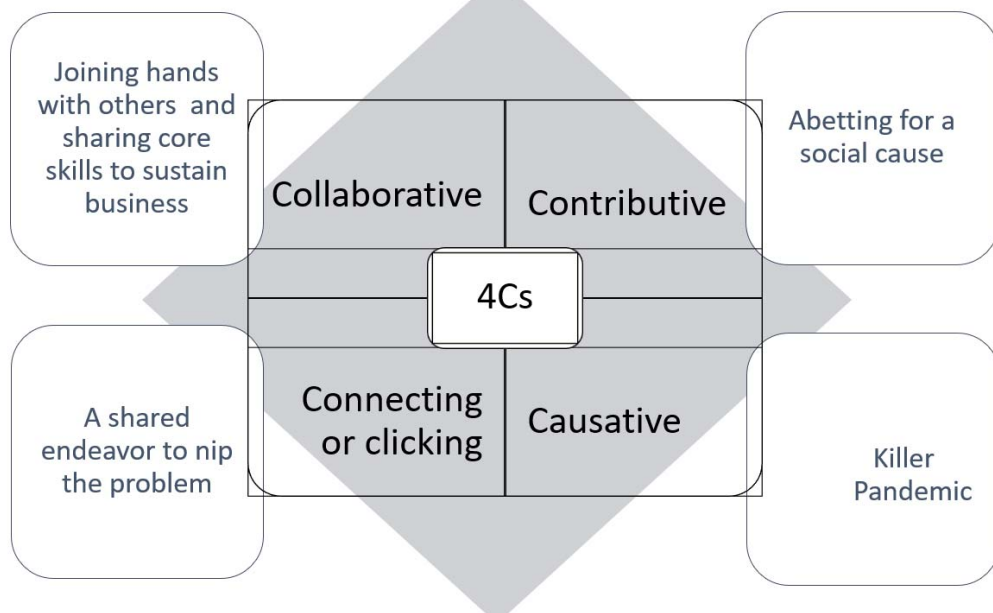 Joining hands
with others and
sharing core
skills to sustain
business
Abetting for a
social cause
Collaborative
Contributive
4Cs
Connecting
or clicking
Causative
A shared
endeavor to nip
the problem
Killer
Pandemic